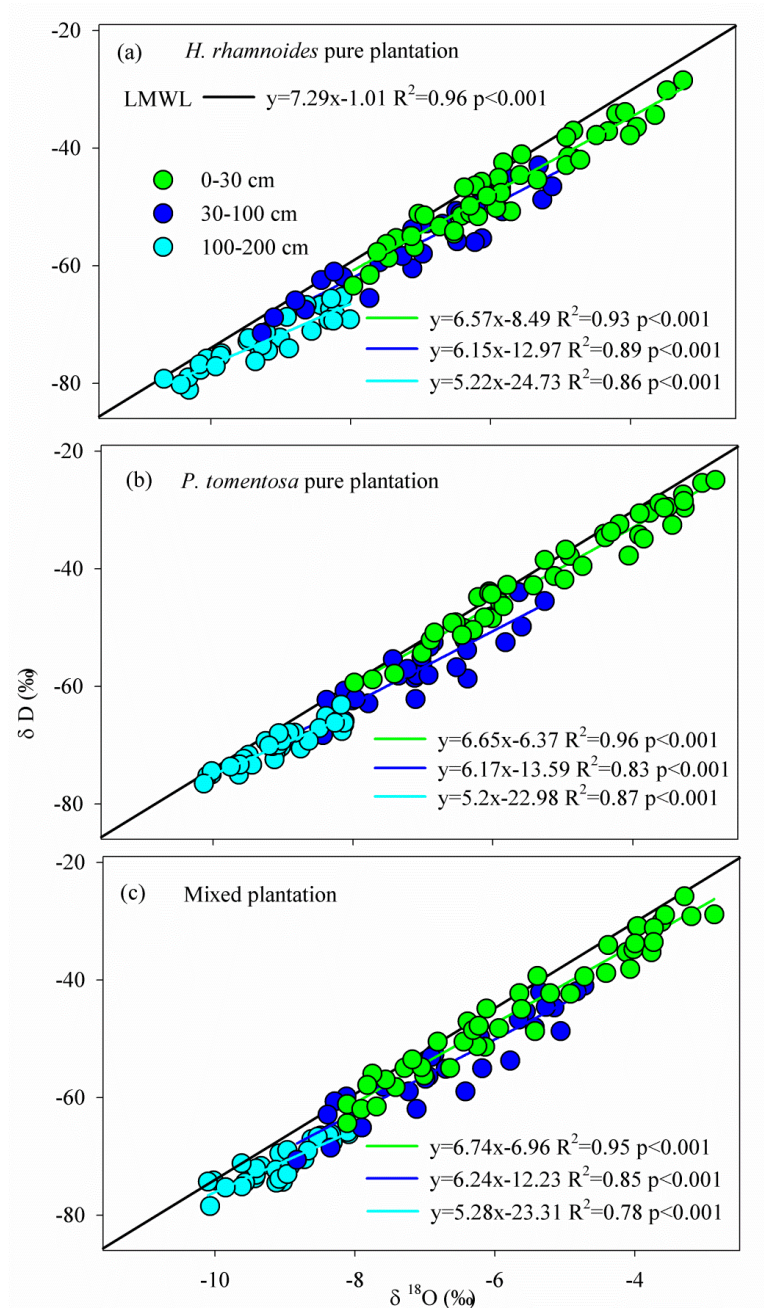 -20
(a) H. rhamnoides pure plantation
LMWL y=7.29x-1.01 R²=0.96 p<0.001
-40
0-30 cm
30-100 cm
100-200 cm
-60
y=6.57x-8.49 R²=0.93 p<0.001
y=6.15x-12.97 R²=0.89 p<0.001
y=5.22x-24.73 R²=0.86 p<0.001
-80
-20
(b) P. tomentosa pure plantation
-40
-60
δ D (‰)
y=6.65x-6.37 R²=0.96 p<0.001
y=6.17x-13.59 R²=0.83 p<0.001
y=5.2x-22.98 R²=0.87 p<0.001
-80
-20
(c) Mixed plantation
-40
-60
y=6.74x-6.96 R²=0.95 p<0.001
y=6.24x-12.23 R²=0.85 p<0.001
y=5.28x-23.31 R²=0.78 p<0.001
-80
-10 -8 -6 -4
δ ¹⁸O (‰)